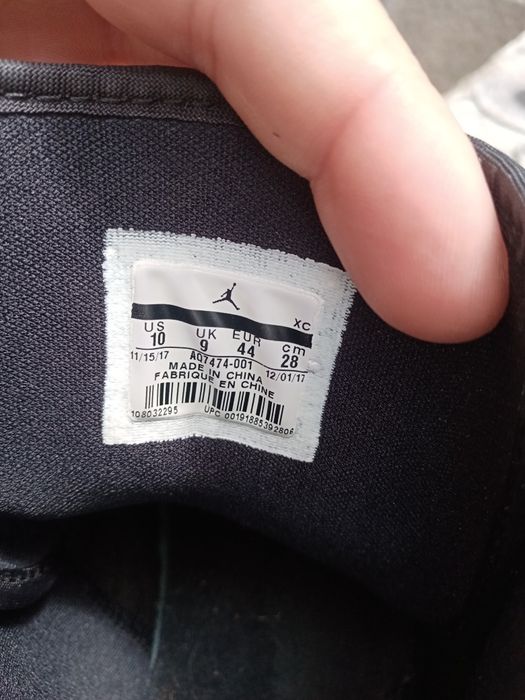 XC
US UK EUR cm
10 9 44 28
11/15/17 AQ7474-001 12/01/17
MADE IN CHINA
FABRIQUE EN CHINE
108032295 UPC 00191885392806